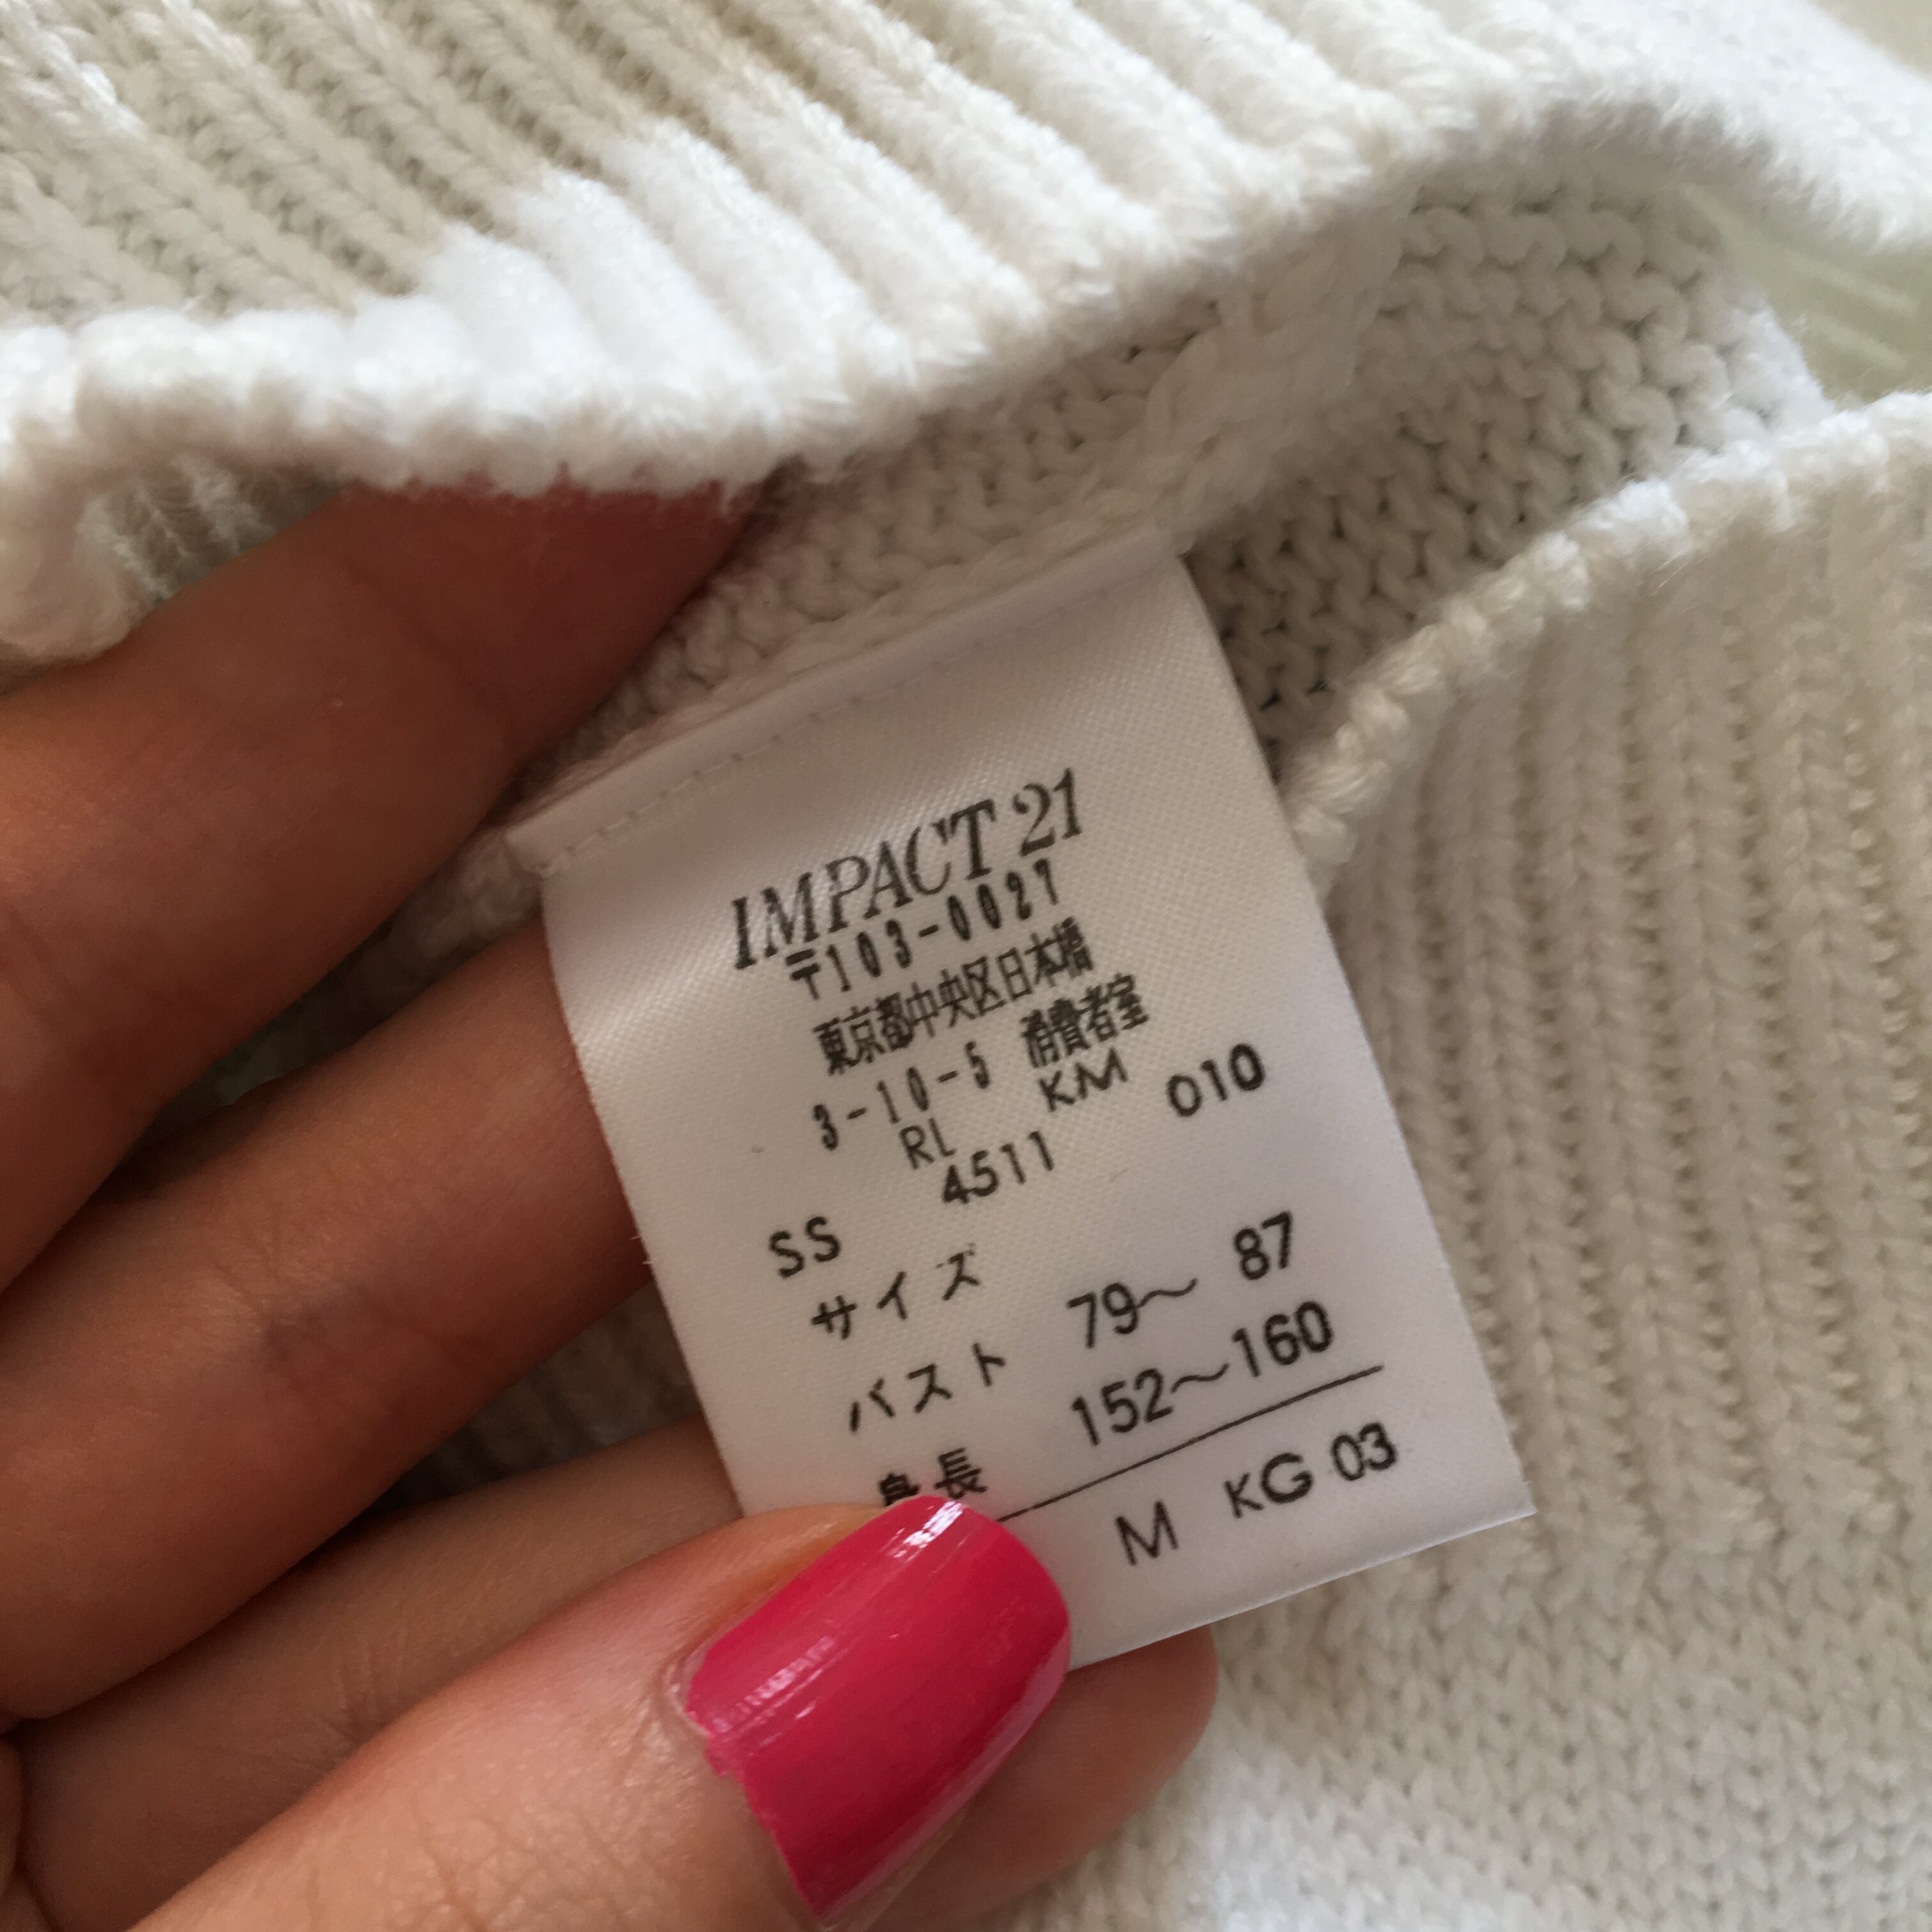 IMPACT 21
〒103-0027
東京都中央区日本橋
3-10-5 消費者室
RL KM
4511 010
SS
サイズ
バスト 79～ 87
身長 152～160
M KG 03